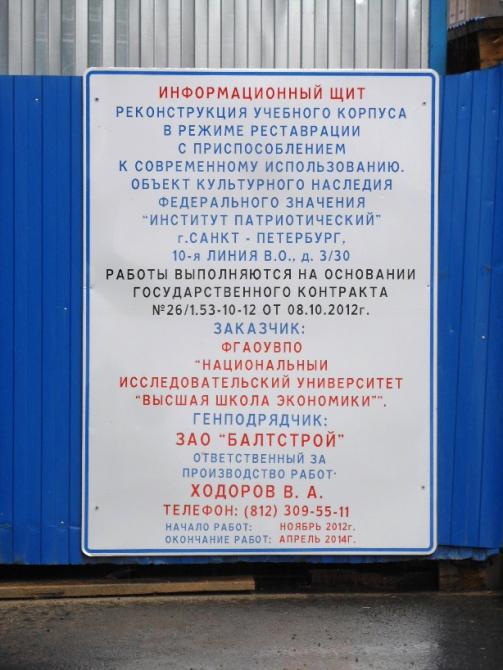 ИНФОРМАЦИОННЫЙ ЩИТ
РЕКОНСТРУКЦИЯ УЧЕБНОГО КОРПУСА
В РЕЖИМЕ РЕСТАВРАЦИИ
С ПРИСПОСОБЛЕНИЕМ
К СОВРЕМЕННОМУ ИСПОЛЬЗОВАНИЮ.
ОБЪЕКТ КУЛЬТУРНОГО НАСЛЕДИЯ
ФЕДЕРАЛЬНОГО ЗНАЧЕНИЯ
"ИНСТИТУТ ПАТРИОТИЧЕСКИЙ"
г.САНКТ - ПЕТЕРБУРГ,
10-я ЛИНИЯ В.О., д. 3/30
РАБОТЫ ВЫПОЛНЯЮТСЯ НА ОСНОВАНИИ
ГОСУДАРСТВЕННОГО КОНТРАКТА
№26/1.53-10-12 ОТ 08.10.2012г.
ЗАКАЗЧИК:
ФГАОУВПО
"НАЦИОНАЛЬНЫЙ
ИССЛЕДОВАТЕЛЬСКИЙ УНИВЕРСИТЕТ
"ВЫСШАЯ ШКОЛА ЭКОНОМИКИ"".
ГЕНПОДРЯДЧИК:
ЗАО "БАЛТСТРОЙ"
ОТВЕТСТВЕННЫЙ ЗА
ПРОИЗВОДСТВО РАБОТ:
ХОДОРОВ В. А.
ТЕЛЕФОН: (812) 309-55-11
НАЧАЛО РАБОТ: НОЯБРЬ 2012г.
ОКОНЧАНИЕ РАБОТ: АПРЕЛЬ 2014Г.